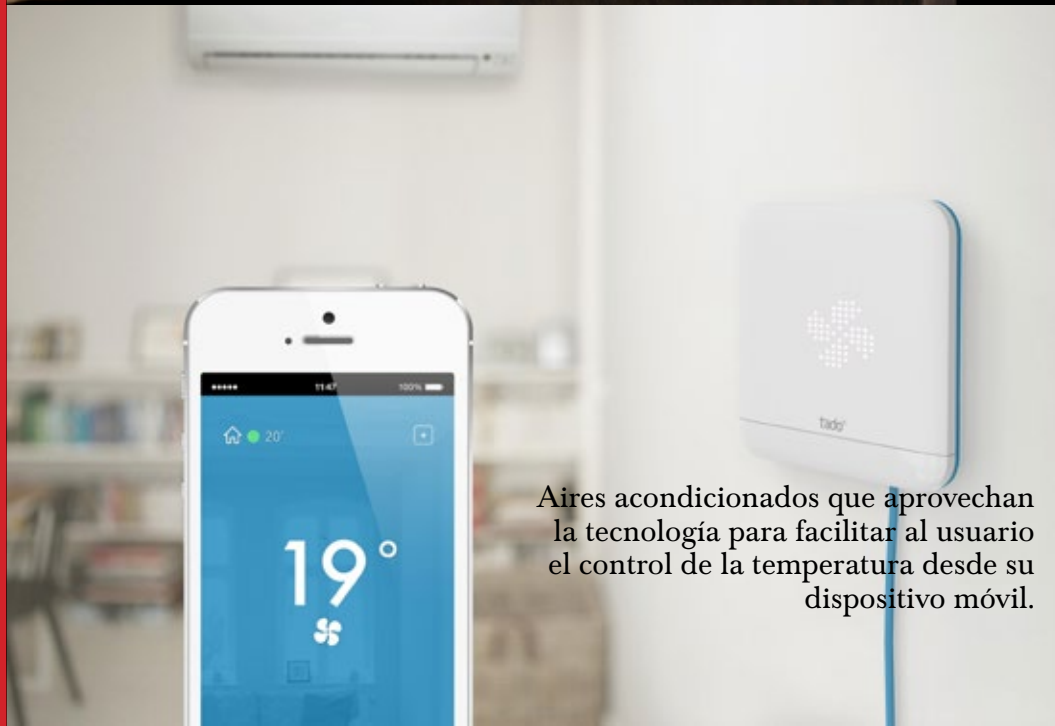 11:47
100%
20°
19°
tado°
Aires acondicionados que aprovechan
la tecnología para facilitar al usuario
el control de la temperatura desde su
dispositivo móvil.